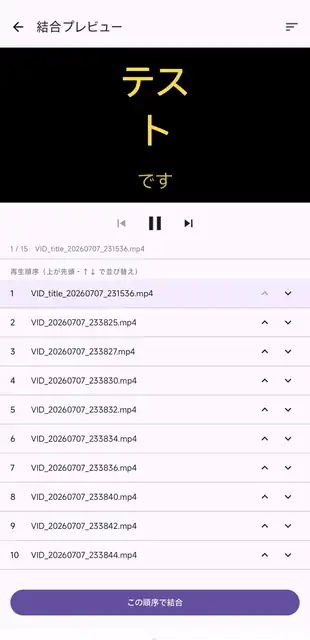 結合プレビュー
テス
ト
です
1 / 15 VID_title_20260707_231536.mp4
再生順序（上が先頭・↑↓ で並び替え）
1 VID_title_20260707_231536.mp4
2 VID_20260707_233825.mp4
3 VID_20260707_233827.mp4
4 VID_20260707_233830.mp4
5 VID_20260707_233832.mp4
6 VID_20260707_233834.mp4
7 VID_20260707_233836.mp4
8 VID_20260707_233840.mp4
9 VID_20260707_233842.mp4
10 VID_20260707_233844.mp4
この順序で結合